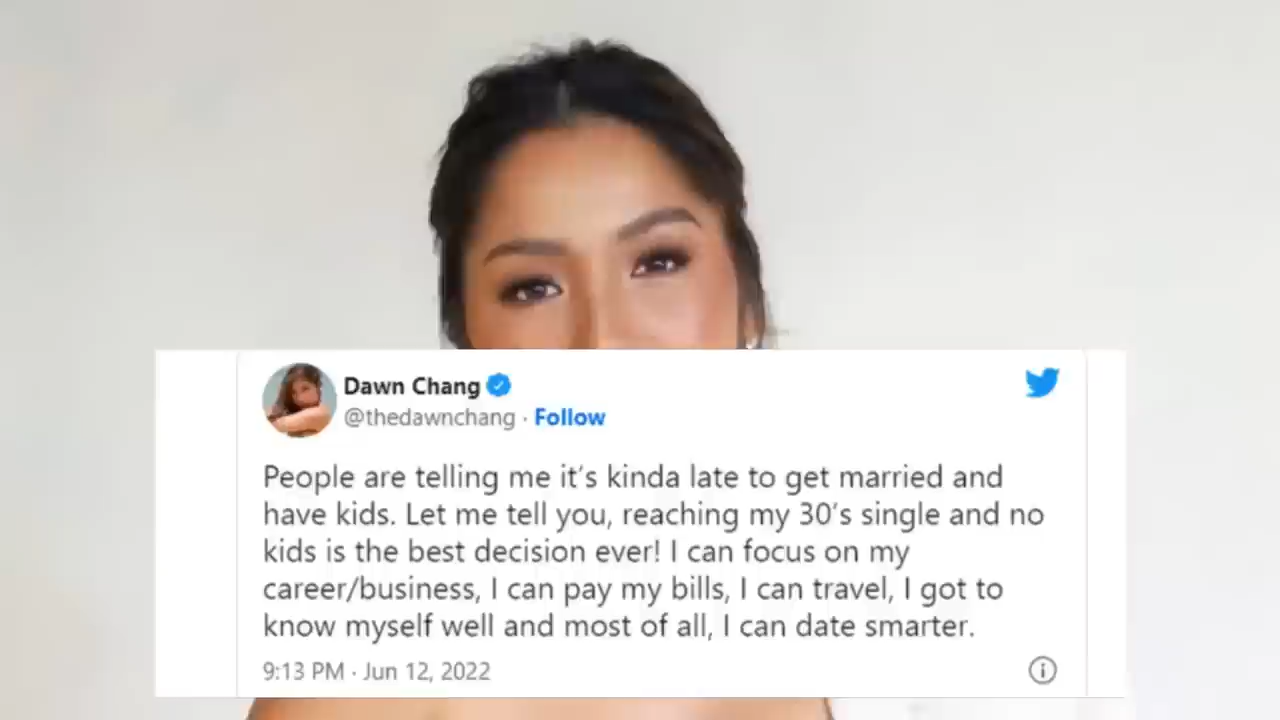 Dawn Chang
@thedawnchang · Follow
People are telling me it's kinda late to get married and
have kids. Let me tell you, reaching my 30's single and no
kids is the best decision ever! I can focus on my
career/business, I can pay my bills, I can travel, I got to
know myself well and most of all, I can date smarter.
9:13 PM · Jun 12, 2022